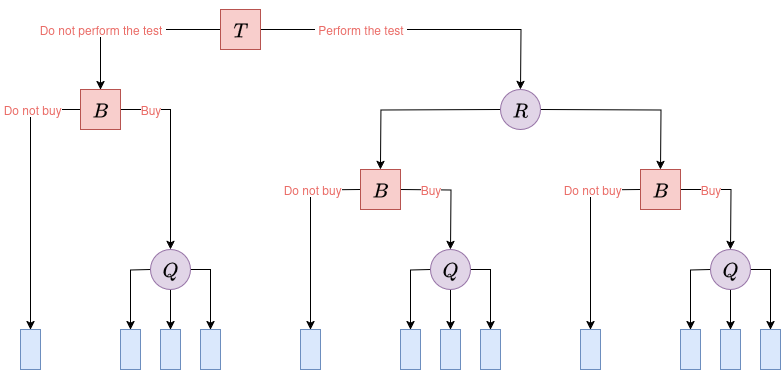 Do not perform the test
T
Perform the test
Do not buy
B
Buy
R
Do not buy
B
Buy
Do not buy
B
Buy
Q
Q
Q